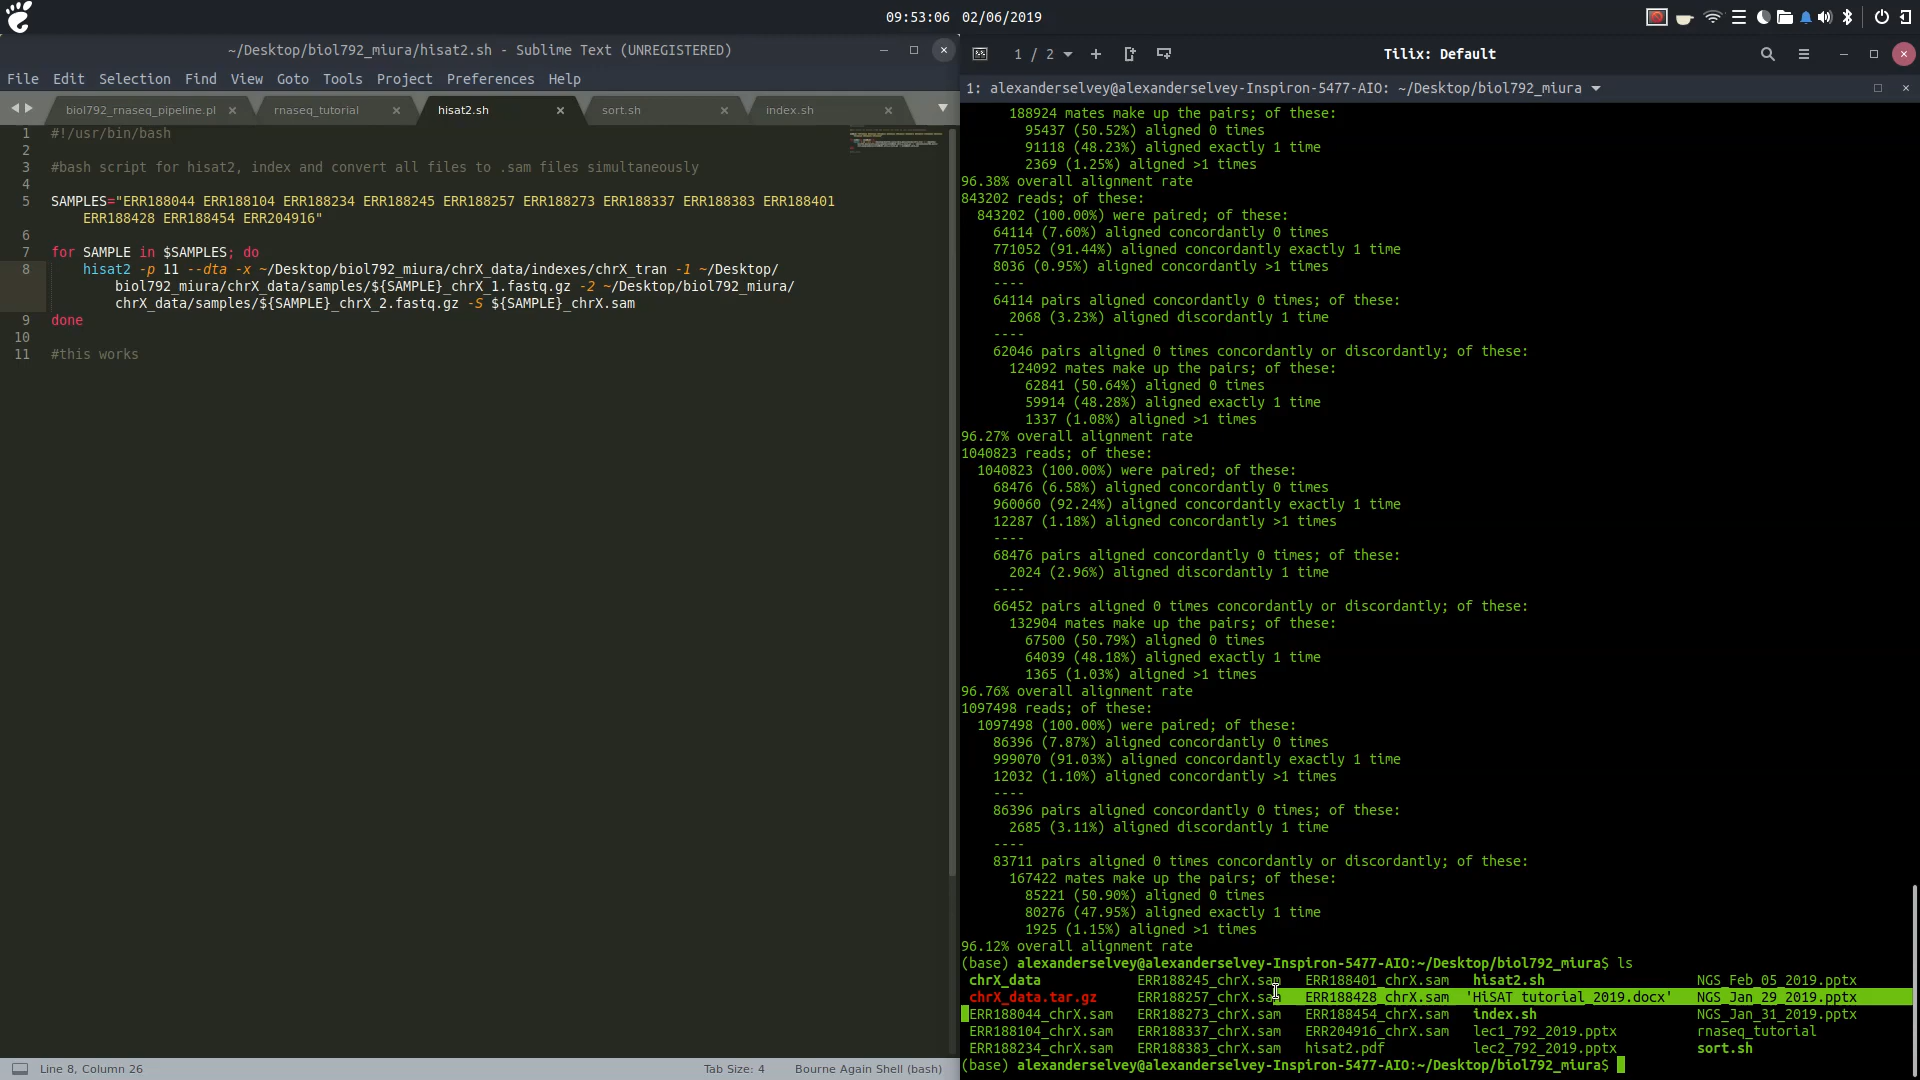 09:53:06 02/06/2019
~/Desktop/biol792_miura/hisat2.sh - Sublime Text (UNREGISTERED)
File Edit Selection Find View Goto Tools Project Preferences Help
biol792_rnaseq_pipeline.pl rnaseq_tutorial hisat2.sh sort.sh index.sh
1 #!/usr/bin/bash
2
3 #bash script for hisat2, index and convert all files to .sam files simultaneously
4
5 SAMPLES="ERR188044 ERR188104 ERR188234 ERR188245 ERR188257 ERR188273 ERR188337 ERR188383 ERR188401
ERR188428 ERR188454 ERR204916"
6
7 for SAMPLE in $SAMPLES; do
8 hisat2 -p 11 --dta -x ~/Desktop/biol792_miura/chrX_data/indexes/chrX_tran -1 ~/Desktop/
biol792_miura/chrX_data/samples/${SAMPLE}_chrX_1.fastq.gz -2 ~/Desktop/biol792_miura/
chrX_data/samples/${SAMPLE}_chrX_2.fastq.gz -S ${SAMPLE}_chrX.sam
9 done
10
11 #this works
Line 8, Column 26 Tab Size: 4 Bourne Again Shell (bash)
1 / 2 Tilix: Default
1: alexanderselvey@alexanderselvey-Inspiron-5477-AIO: ~/Desktop/biol792_miura
188924 mates make up the pairs; of these:
95437 (50.52%) aligned 0 times
91118 (48.23%) aligned exactly 1 time
2369 (1.25%) aligned >1 times
96.38% overall alignment rate
843202 reads; of these:
843202 (100.00%) were paired; of these:
64114 (7.60%) aligned concordantly 0 times
771052 (91.44%) aligned concordantly exactly 1 time
8036 (0.95%) aligned concordantly >1 times
----
64114 pairs aligned concordantly 0 times; of these:
2068 (3.23%) aligned discordantly 1 time
----
62046 pairs aligned 0 times concordantly or discordantly; of these:
124092 mates make up the pairs; of these:
62841 (50.64%) aligned 0 times
59914 (48.28%) aligned exactly 1 time
1337 (1.08%) aligned >1 times
96.27% overall alignment rate
1040823 reads; of these:
1040823 (100.00%) were paired; of these:
68476 (6.58%) aligned concordantly 0 times
960060 (92.24%) aligned concordantly exactly 1 time
12287 (1.18%) aligned concordantly >1 times
----
68476 pairs aligned concordantly 0 times; of these:
2024 (2.96%) aligned discordantly 1 time
----
66452 pairs aligned 0 times concordantly or discordantly; of these:
132904 mates make up the pairs; of these:
67500 (50.79%) aligned 0 times
64039 (48.18%) aligned exactly 1 time
1365 (1.03%) aligned >1 times
96.76% overall alignment rate
1097498 reads; of these:
1097498 (100.00%) were paired; of these:
86396 (7.87%) aligned concordantly 0 times
999070 (91.03%) aligned concordantly exactly 1 time
12032 (1.10%) aligned concordantly >1 times
----
86396 pairs aligned concordantly 0 times; of these:
2685 (3.11%) aligned discordantly 1 time
----
83711 pairs aligned 0 times concordantly or discordantly; of these:
167422 mates make up the pairs; of these:
85221 (50.90%) aligned 0 times
80276 (47.95%) aligned exactly 1 time
1925 (1.15%) aligned >1 times
96.12% overall alignment rate
(base) alexanderselvey@alexanderselvey-Inspiron-5477-AIO:~/Desktop/biol792_miura$ ls
chrX_data ERR188245_chrX.sam ERR188401_chrX.sam hisat2.sh NGS_Feb_05_2019.pptx
chrX_data.tar.gz ERR188257_chrX.sam ERR188428_chrX.sam 'HiSAT tutorial_2019.docx' NGS_Jan_29_2019.pptx
ERR188044_chrX.sam ERR188273_chrX.sam ERR188454_chrX.sam index.sh NGS_Jan_31_2019.pptx
ERR188104_chrX.sam ERR188337_chrX.sam ERR204916_chrX.sam lec1_792_2019.pptx rnaseq_tutorial
ERR188234_chrX.sam ERR188383_chrX.sam hisat2.pdf lec2_792_2019.pptx sort.sh
(base) alexanderselvey@alexanderselvey-Inspiron-5477-AIO:~/Desktop/biol792_miura$